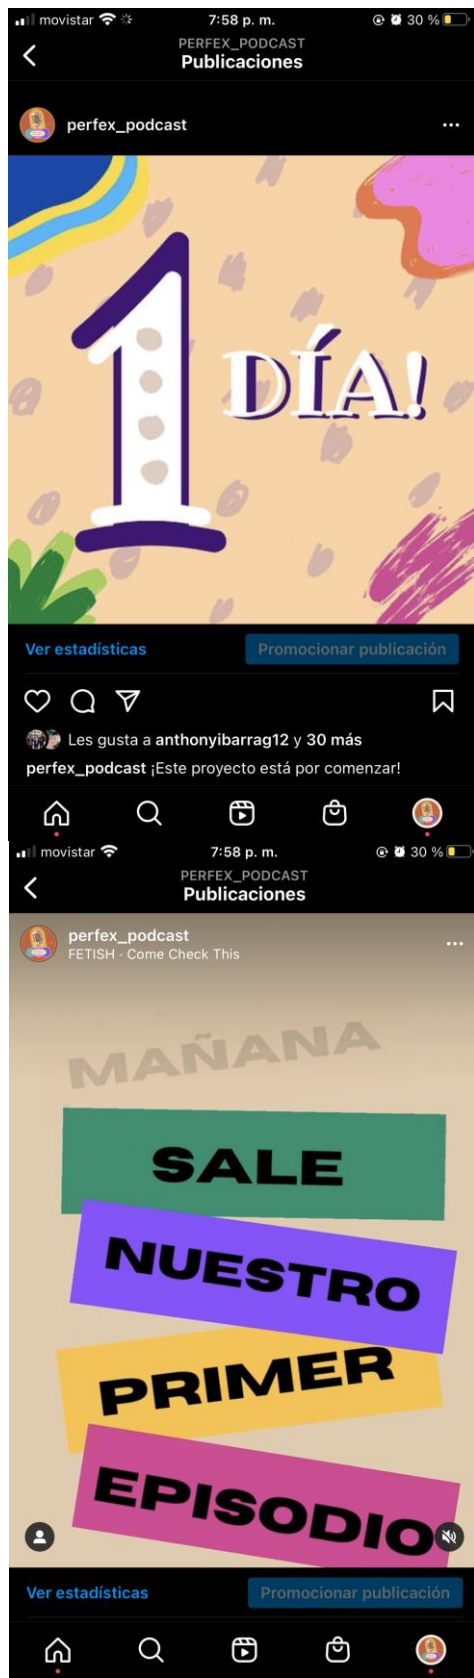 movistar 7:58 p. m. 30 %
PERFEX_PODCAST
Publicaciones
perfex_podcast
1 DÍA!
Ver estadísticas Promocionar publicación
Les gusta a anthonyibarrag12 y 30 más
perfex_podcast ¡Este proyecto está por comenzar!
movistar 7:58 p. m. 30 %
PERFEX_PODCAST
Publicaciones
perfex_podcast
FETISH · Come Check This
MAÑANA
SALE
NUESTRO
PRIMER
EPISODIO
Ver estadísticas Promocionar publicación